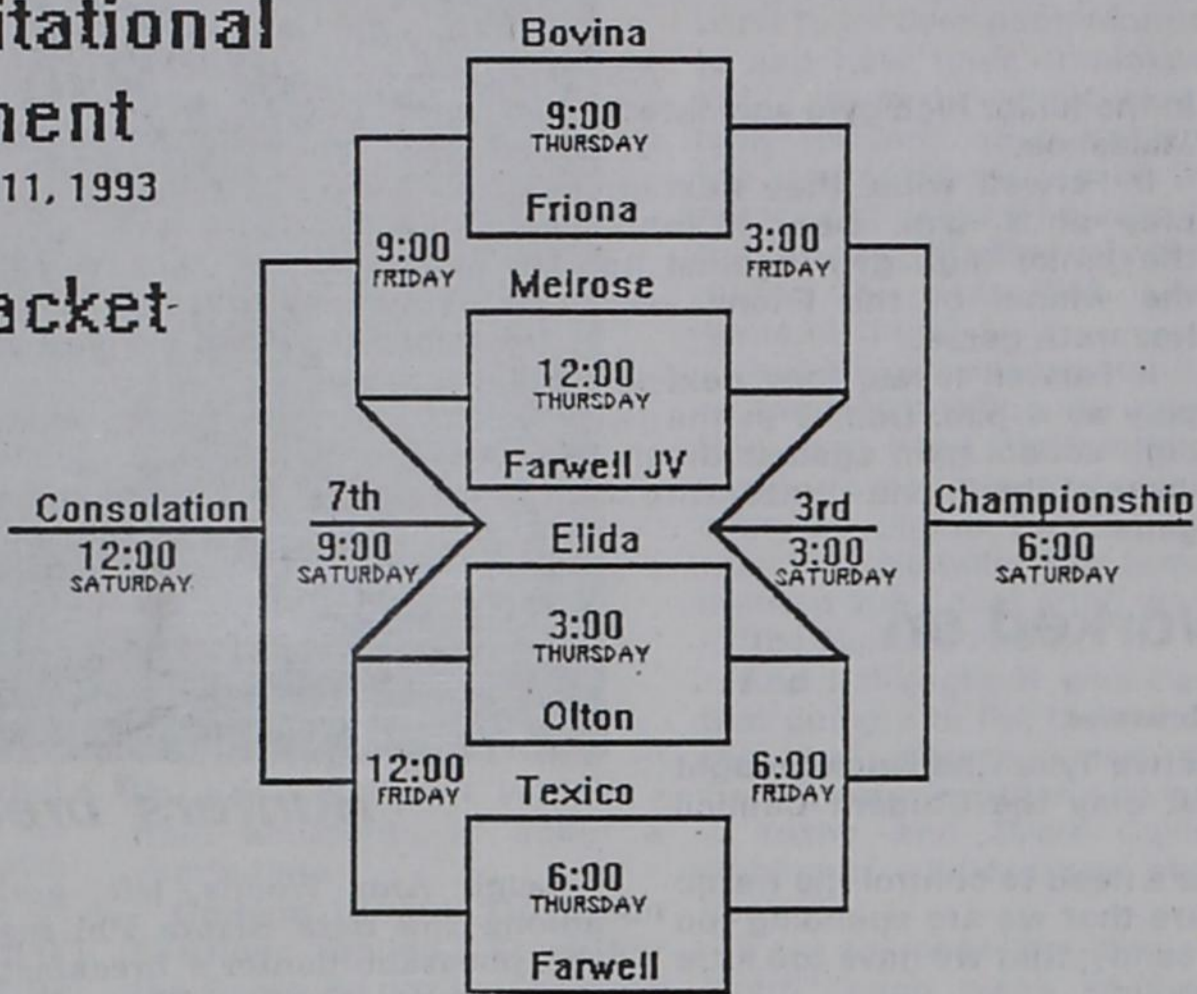 itational
ment
11, 1993
acket
Bovina
9:00
THURSDAY
Friona
9:00
FRIDAY
3:00
FRIDAY
Melrose
12:00
THURSDAY
Farwell JV
Consolation
12:00
SATURDAY
7th
9:00
SATURDAY
Elida
3rd
3:00
SATURDAY
Championship
6:00
SATURDAY
3:00
THURSDAY
Olton
12:00
FRIDAY
6:00
FRIDAY
Texico
6:00
THURSDAY
Farwell